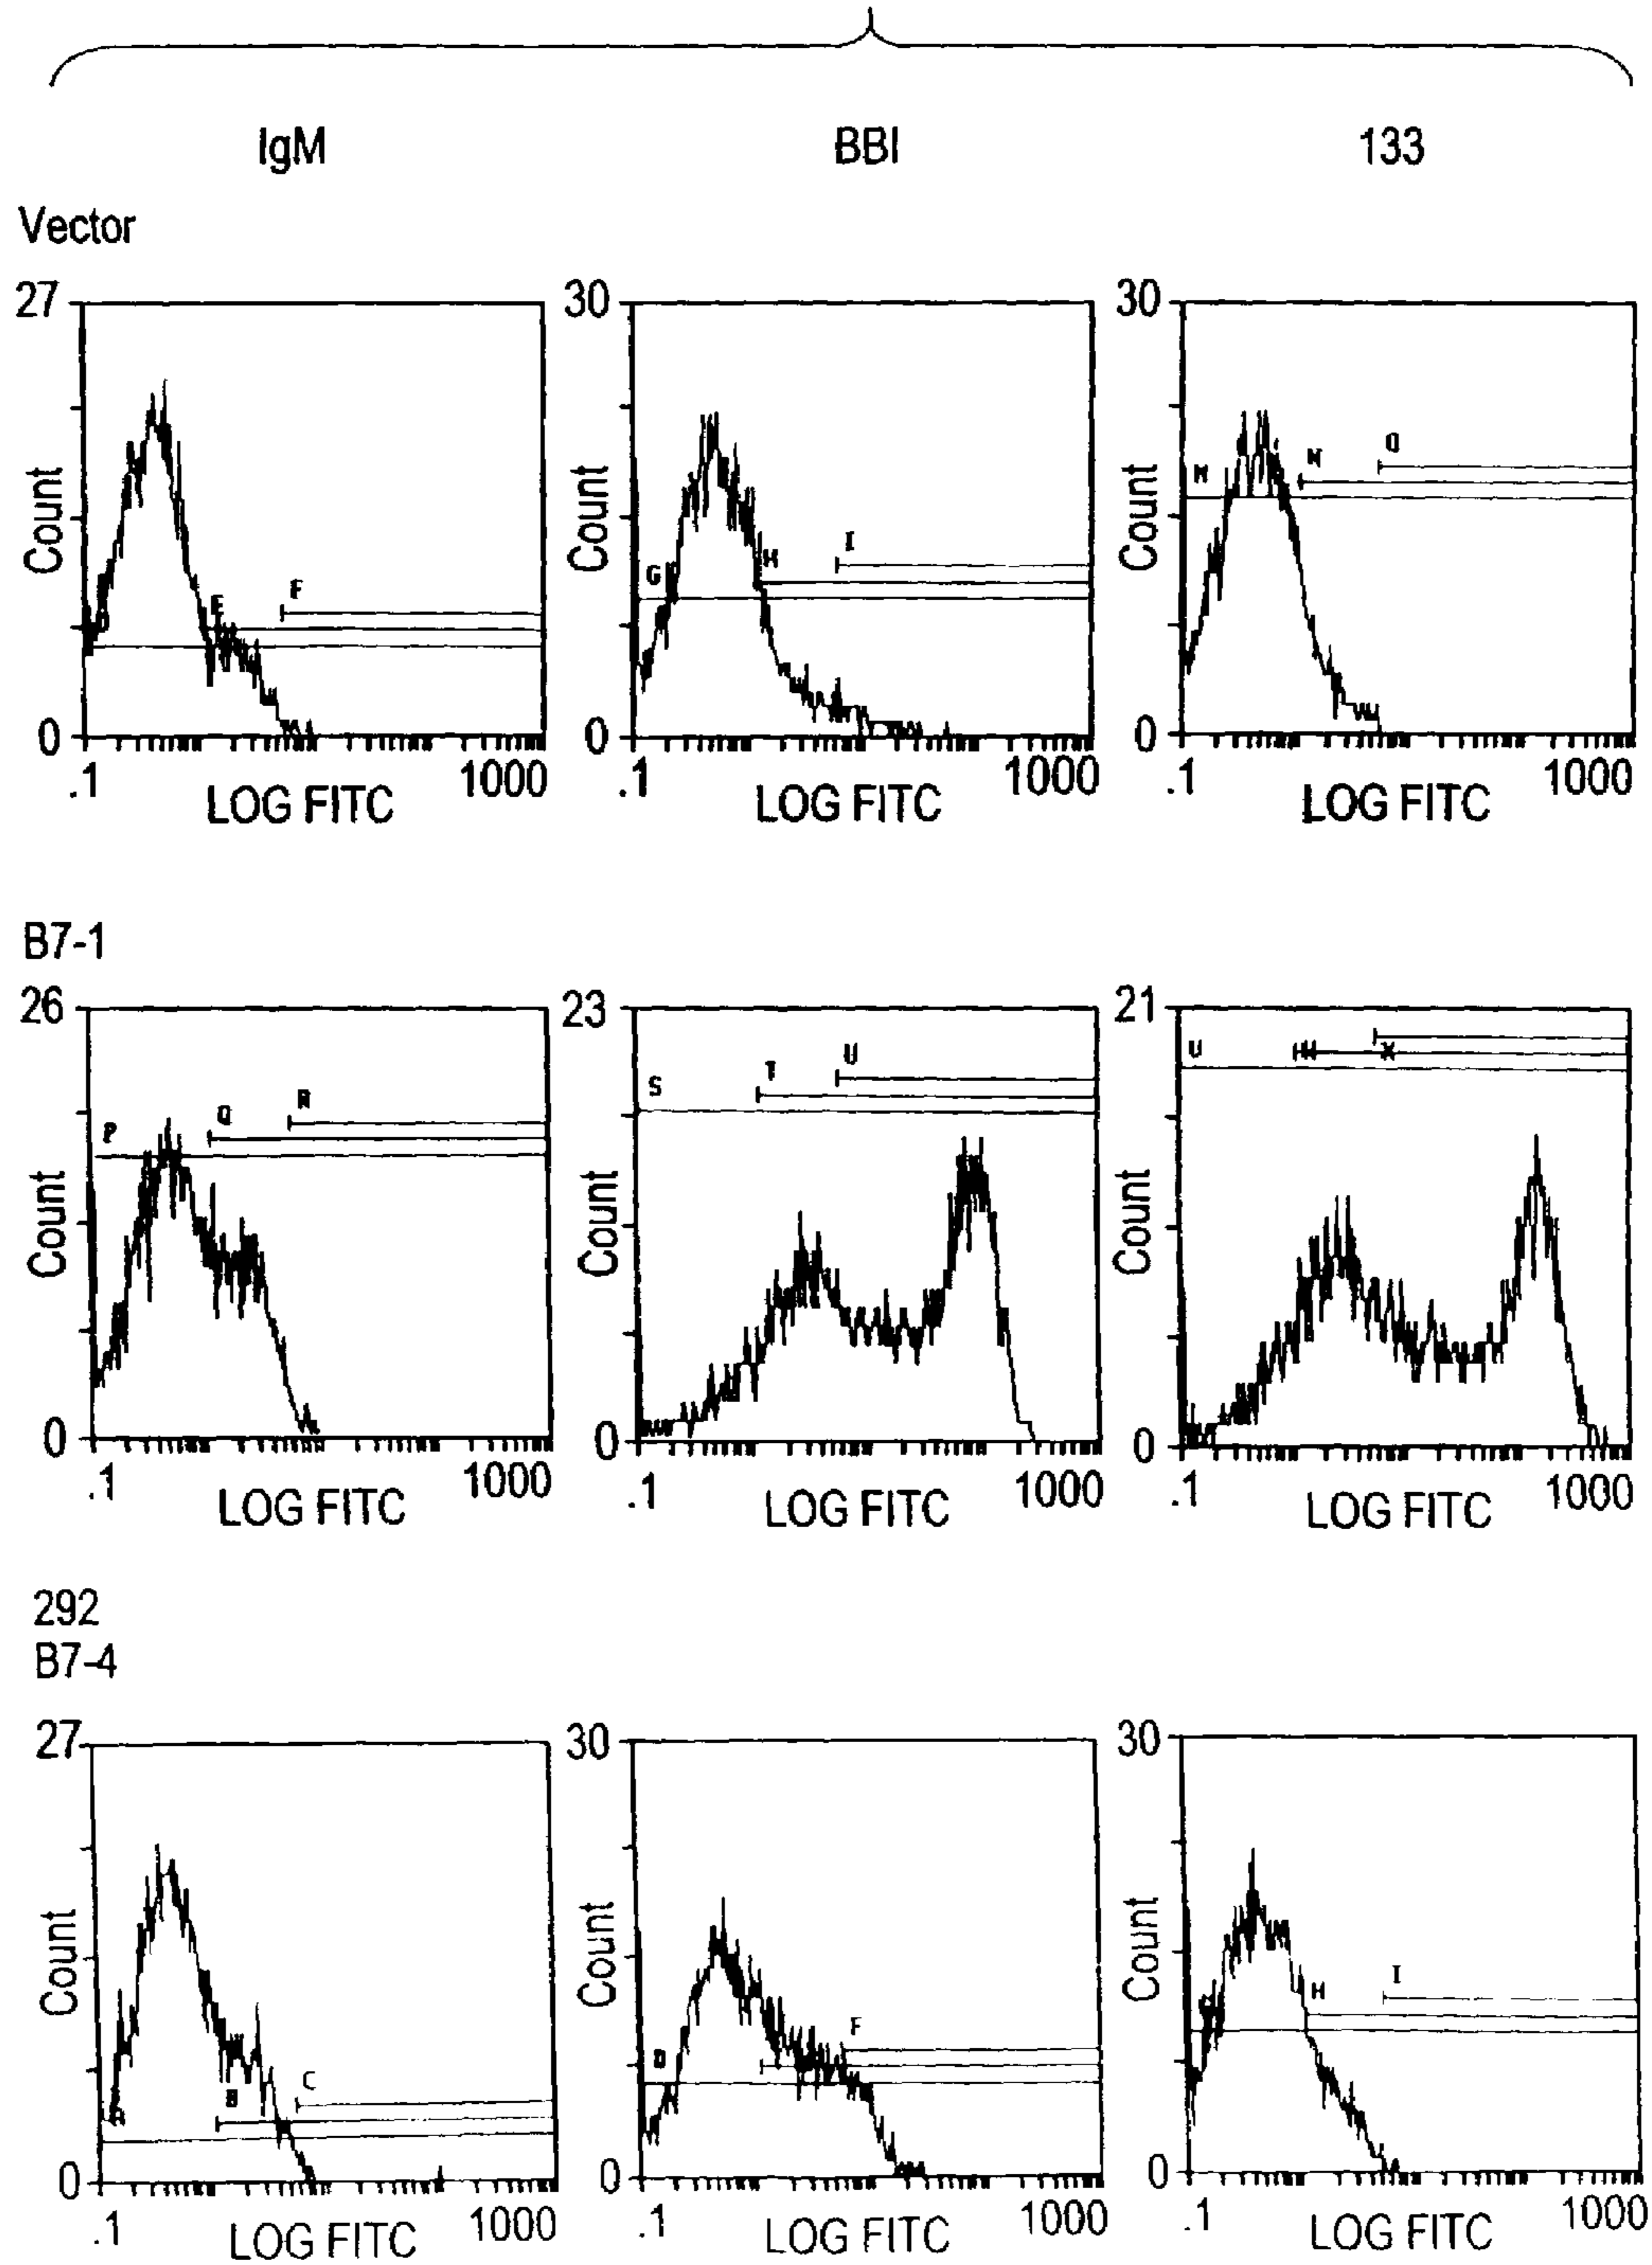 IgM BBI 133
Vector
27 30 30
Count Count Count
E F G H I M N O
0 0 0
.1 1000 .1 1000 .1 1000
LOG FITC LOG FITC LOG FITC
B7-1
26 23 21
Count Count Count
P Q R S T U U X
0 0 0
.1 1000 .1 1000 .1 1000
LOG FITC LOG FITC LOG FITC
292
B7-4
27 30 30
Count Count Count
B C D F H I
0 0 0
.1 1000 .1 1000 .1 1000
LOG FITC LOG FITC LOG FITC